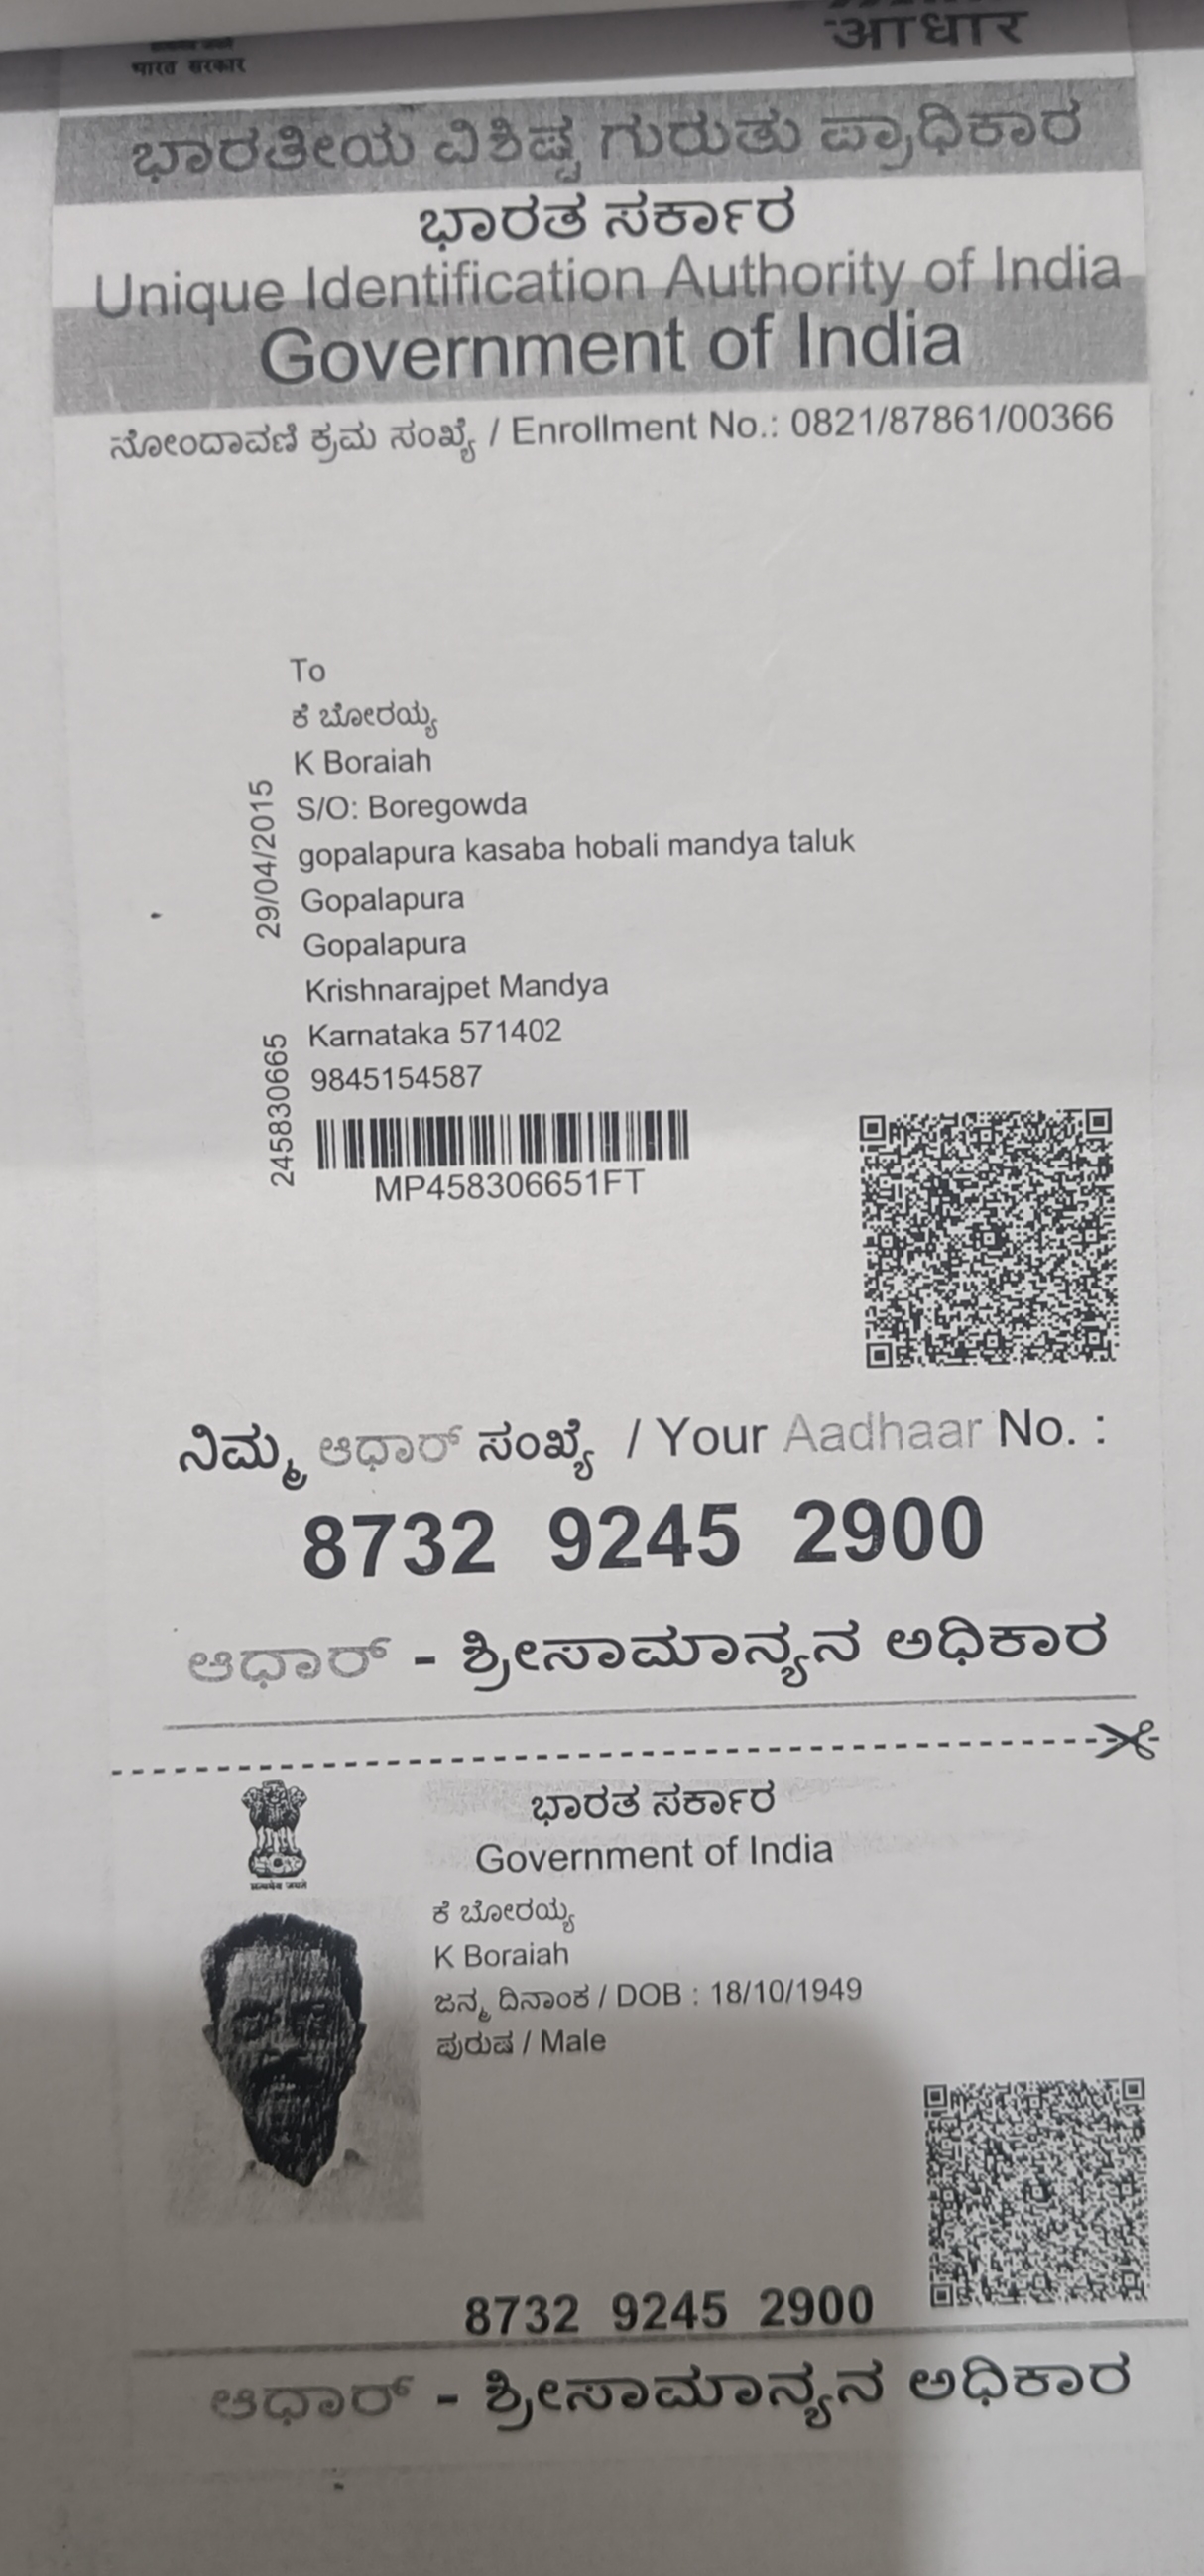 भारत सरकार
आधार
ಭಾರತೀಯ ವಿಶಿಷ್ಟ ಗುರುತು ಪ್ರಾಧಿಕಾರ
ಭಾರತ ಸರ್ಕಾರ
Unique Identification Authority of India
Government of India
ನೋಂದಾವಣೆ ಕ್ರಮ ಸಂಖ್ಯೆ / Enrollment No.: 0821/87861/00366
To
ಕೆ ಬೋರಯ್ಯ
K Boraiah
S/O: Boregowda
gopalapura kasaba hobali mandya taluk
Gopalapura
Gopalapura
Krishnarajpet Mandya
Karnataka 571402
9845154587
29/04/2015
245830665
MP458306651FT
ನಿಮ್ಮ ಆಧಾರ್ ಸಂಖ್ಯೆ / Your Aadhaar No. :
8732 9245 2900
ಆಧಾರ್ - ಶ್ರೀಸಾಮಾನ್ಯನ ಅಧಿಕಾರ
सत्यमेव जयते
ಭಾರತ ಸರ್ಕಾರ
Government of India
ಕೆ ಬೋರಯ್ಯ
K Boraiah
ಜನ್ಮ ದಿನಾಂಕ / DOB : 18/10/1949
ಪುರುಷ / Male
8732 9245 2900
ಆಧಾರ್ - ಶ್ರೀಸಾಮಾನ್ಯನ ಅಧಿಕಾರ